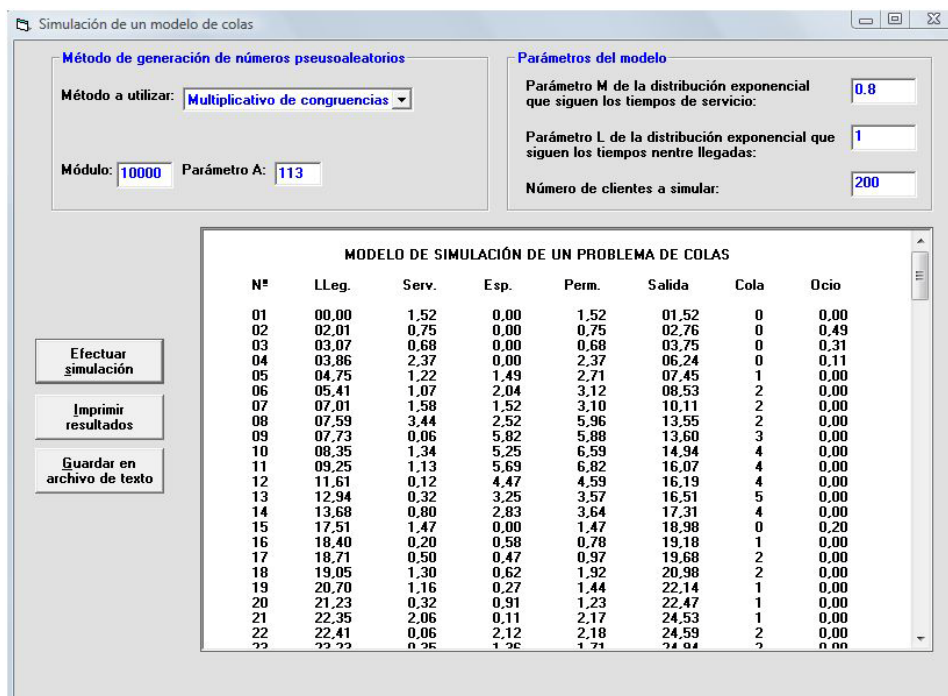 Simulación de un modelo de colas
Método de generación de números pseusoaleatorios
Método a utilizar: Multiplicativo de congruencias
Módulo: 10000 Parámetro A: 113
Parámetros del modelo
Parámetro M de la distribución exponencial
que siguen los tiempos de servicio: 0.8
Parámetro L de la distribución exponencial que
siguen los tiempos nentre llegadas: 1
Número de clientes a simular: 200
Efectuar
simulación
Imprimir
resultados
Guardar en
archivo de texto
MODELO DE SIMULACIÓN DE UN PROBLEMA DE COLAS
Nº LLeg. Serv. Esp. Perm. Salida Cola Ocio
01 00,00 1,52 0,00 1,52 01,52 0 0,00
02 02,01 0,75 0,00 0,75 02,76 0 0,49
03 03,07 0,68 0,00 0,68 03,75 0 0,31
04 03,86 2,37 0,00 2,37 06,24 0 0,11
05 04,75 1,22 1,49 2,71 07,45 1 0,00
06 05,41 1,07 2,04 3,12 08,53 2 0,00
07 07,01 1,58 1,52 3,10 10,11 2 0,00
08 07,59 3,44 2,52 5,96 13,55 2 0,00
09 07,73 0,06 5,82 5,88 13,60 3 0,00
10 08,35 1,34 5,25 6,59 14,94 4 0,00
11 09,25 1,13 5,69 6,82 16,07 4 0,00
12 11,61 0,12 4,47 4,59 16,19 4 0,00
13 12,94 0,32 3,25 3,57 16,51 5 0,00
14 13,68 0,80 2,83 3,64 17,31 4 0,00
15 17,51 1,47 0,00 1,47 18,98 0 0,20
16 18,40 0,20 0,58 0,78 19,18 1 0,00
17 18,71 0,50 0,47 0,97 19,68 2 0,00
18 19,05 1,30 0,62 1,92 20,98 2 0,00
19 20,70 1,16 0,27 1,44 22,14 1 0,00
20 21,23 0,32 0,91 1,23 22,47 1 0,00
21 22,35 2,06 0,11 2,17 24,53 1 0,00
22 22,41 0,06 2,12 2,18 24,59 2 0,00
23 23,23 0,35 1,36 1,71 24,94 2 0,00